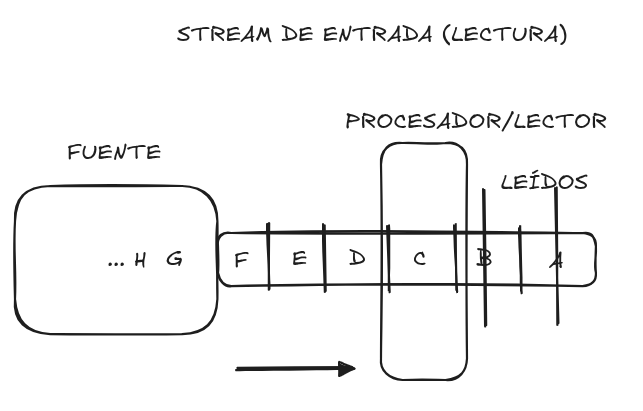 STREAM DE ENTRADA (LECTURA)
PROCESADOR/LECTOR
FUENTE
LEÍDOS
... H G F E D C B A